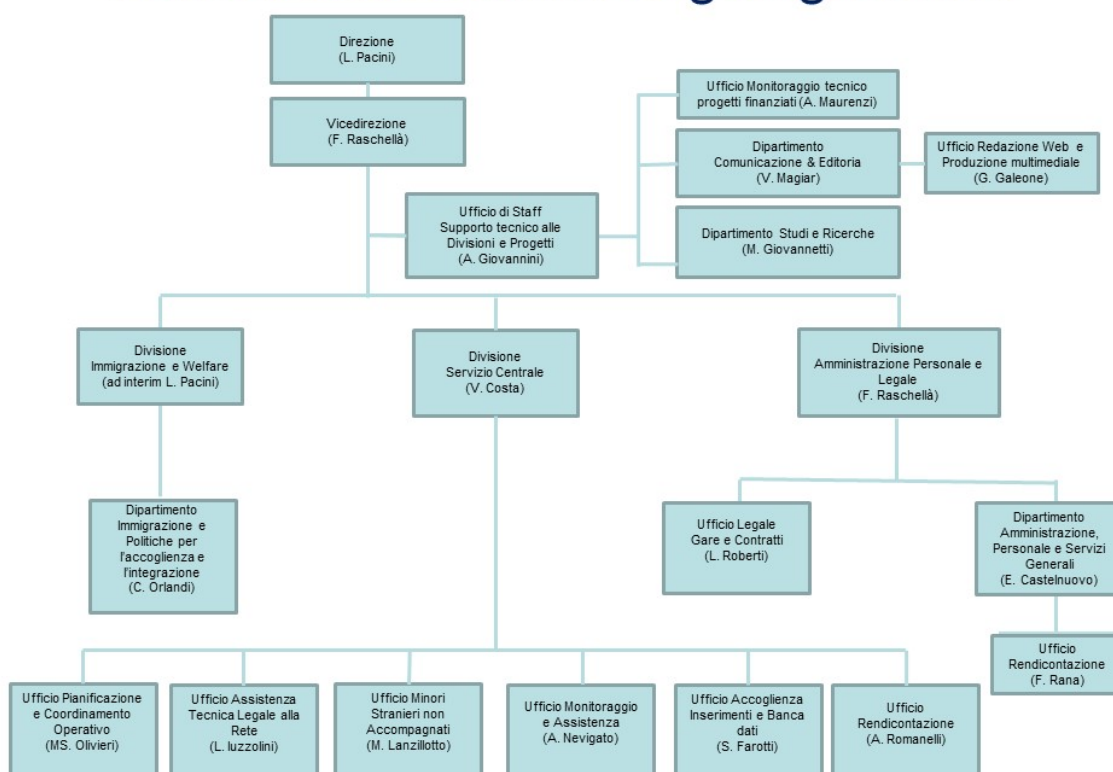 Direzione
(L. Pacini)
Vicedirezione
(F. Raschellà)
Ufficio Monitoraggio tecnico
progetti finanziati (A. Maurenzi)
Dipartimento
Comunicazione & Editoria
(V. Magiar)
Ufficio Redazione Web e
Produzione multimediale
(G. Galeone)
Ufficio di Staff
Supporto tecnico alle
Divisioni e Progetti
(A. Giovannini)
Dipartimento Studi e Ricerche
(M. Giovannetti)
Divisione
Immigrazione e Welfare
(ad interim L. Pacini)
Divisione
Servizio Centrale
(V. Costa)
Divisione
Amministrazione Personale e
Legale
(F. Raschellà)
Dipartimento
Immigrazione e
Politiche per
l'accoglienza e
l'integrazione
(C. Orlandi)
Ufficio Legale
Gare e Contratti
(L. Roberti)
Dipartimento
Amministrazione,
Personale e Servizi
Generali
(E. Castelnuovo)
Ufficio
Rendicontazione
(F. Rana)
Ufficio Pianificazione
e Coordinamento
Operativo
(MS. Olivieri)
Ufficio Assistenza
Tecnica Legale alla
Rete
(L. Iuzzolini)
Ufficio Minori
Stranieri non
Accompagnati
(M. Lanzillotto)
Ufficio Monitoraggio
e Assistenza
(A. Nevigato)
Ufficio Accoglienza
Inserimenti e Banca
dati
(S. Farotti)
Ufficio
Rendicontazione
(A. Romanelli)